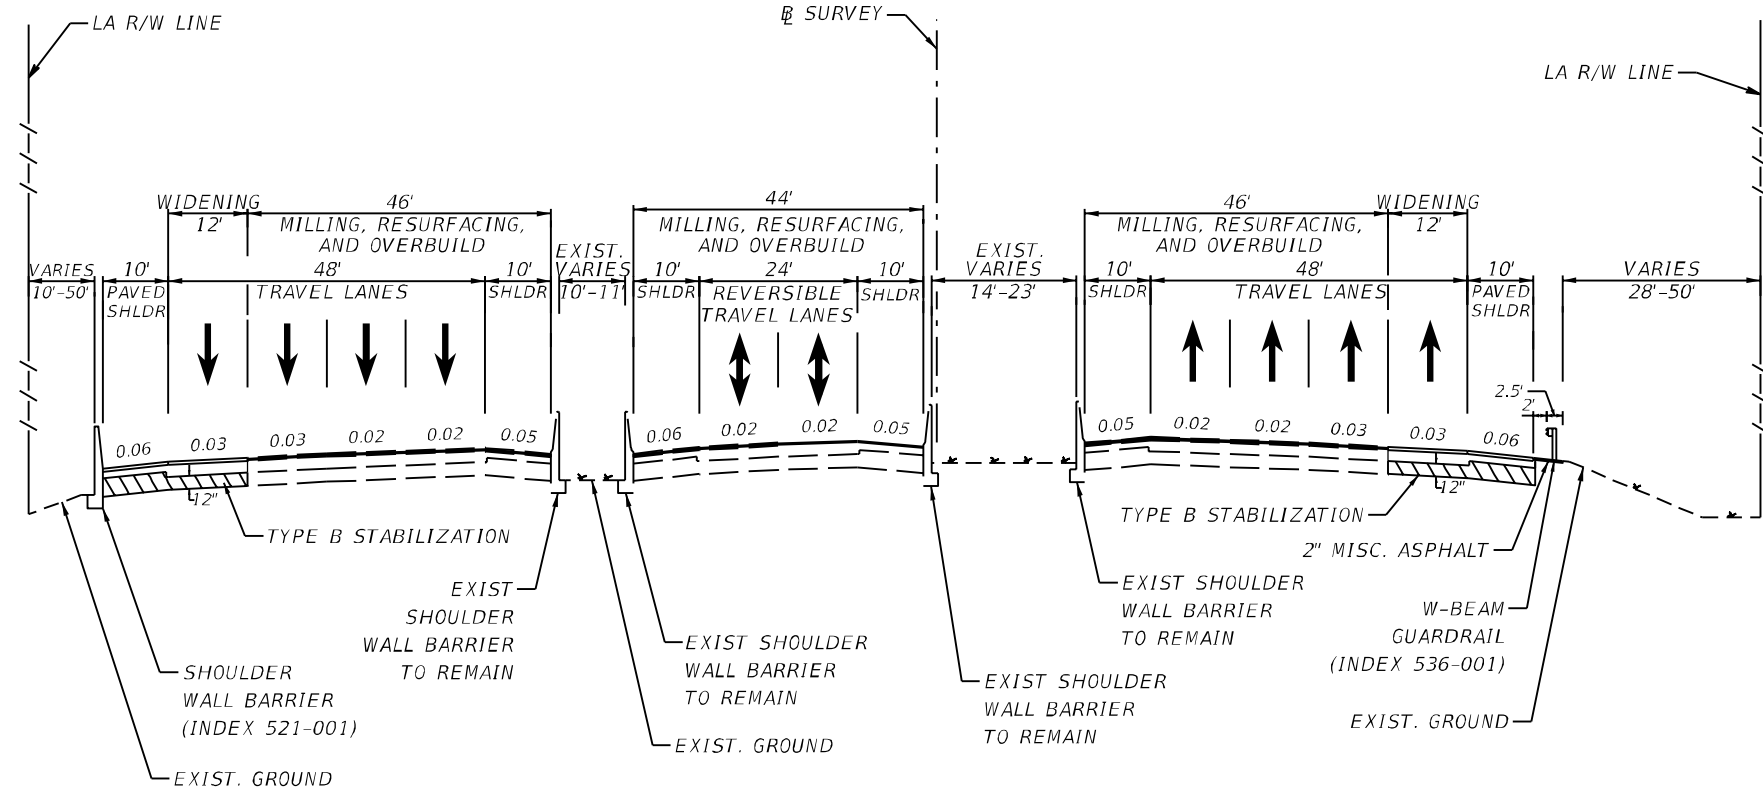 LA R/W LINE
BL SURVEY
LA R/W LINE
WIDENING
12'
46'
MILLING, RESURFACING,
AND OVERBUILD
44'
MILLING, RESURFACING,
AND OVERBUILD
46'
MILLING, RESURFACING,
AND OVERBUILD
WIDENING
12'
VARIES
10'-50'
10'
PAVED
SHLDR
48'
TRAVEL LANES
10'
SHLDR
EXIST.
VARIES
10'-11'
10'
SHLDR
24'
REVERSIBLE
TRAVEL LANES
10'
SHLDR
EXIST.
VARIES
14'-23'
10'
SHLDR
48'
TRAVEL LANES
10'
PAVED
SHLDR
VARIES
28'-50'
2.5'
2'
0.06
0.03
0.03
0.02
0.02
0.05
0.06
0.02
0.02
0.05
0.05
0.02
0.02
0.03
0.03
0.06
12"
12"
TYPE B STABILIZATION
TYPE B STABILIZATION
2" MISC. ASPHALT
EXIST
SHOULDER
WALL BARRIER
TO REMAIN
EXIST SHOULDER
WALL BARRIER
TO REMAIN
W-BEAM
GUARDRAIL
(INDEX 536-001)
SHOULDER
WALL BARRIER
(INDEX 521-001)
EXIST SHOULDER
WALL BARRIER
TO REMAIN
EXIST SHOULDER
WALL BARRIER
TO REMAIN
EXIST. GROUND
EXIST. GROUND
EXIST. GROUND